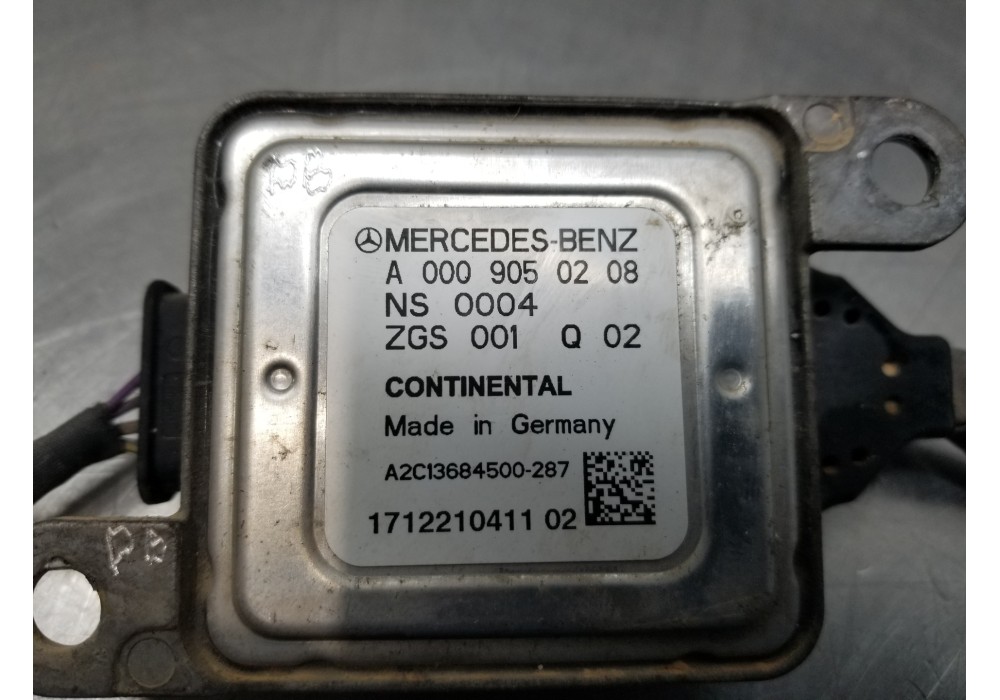 MERCEDES-BENZ
A 000 905 02 08
NS 0004
ZGS 001 Q 02
CONTINENTAL
Made in Germany
A2C13684500-287
1712210411 02